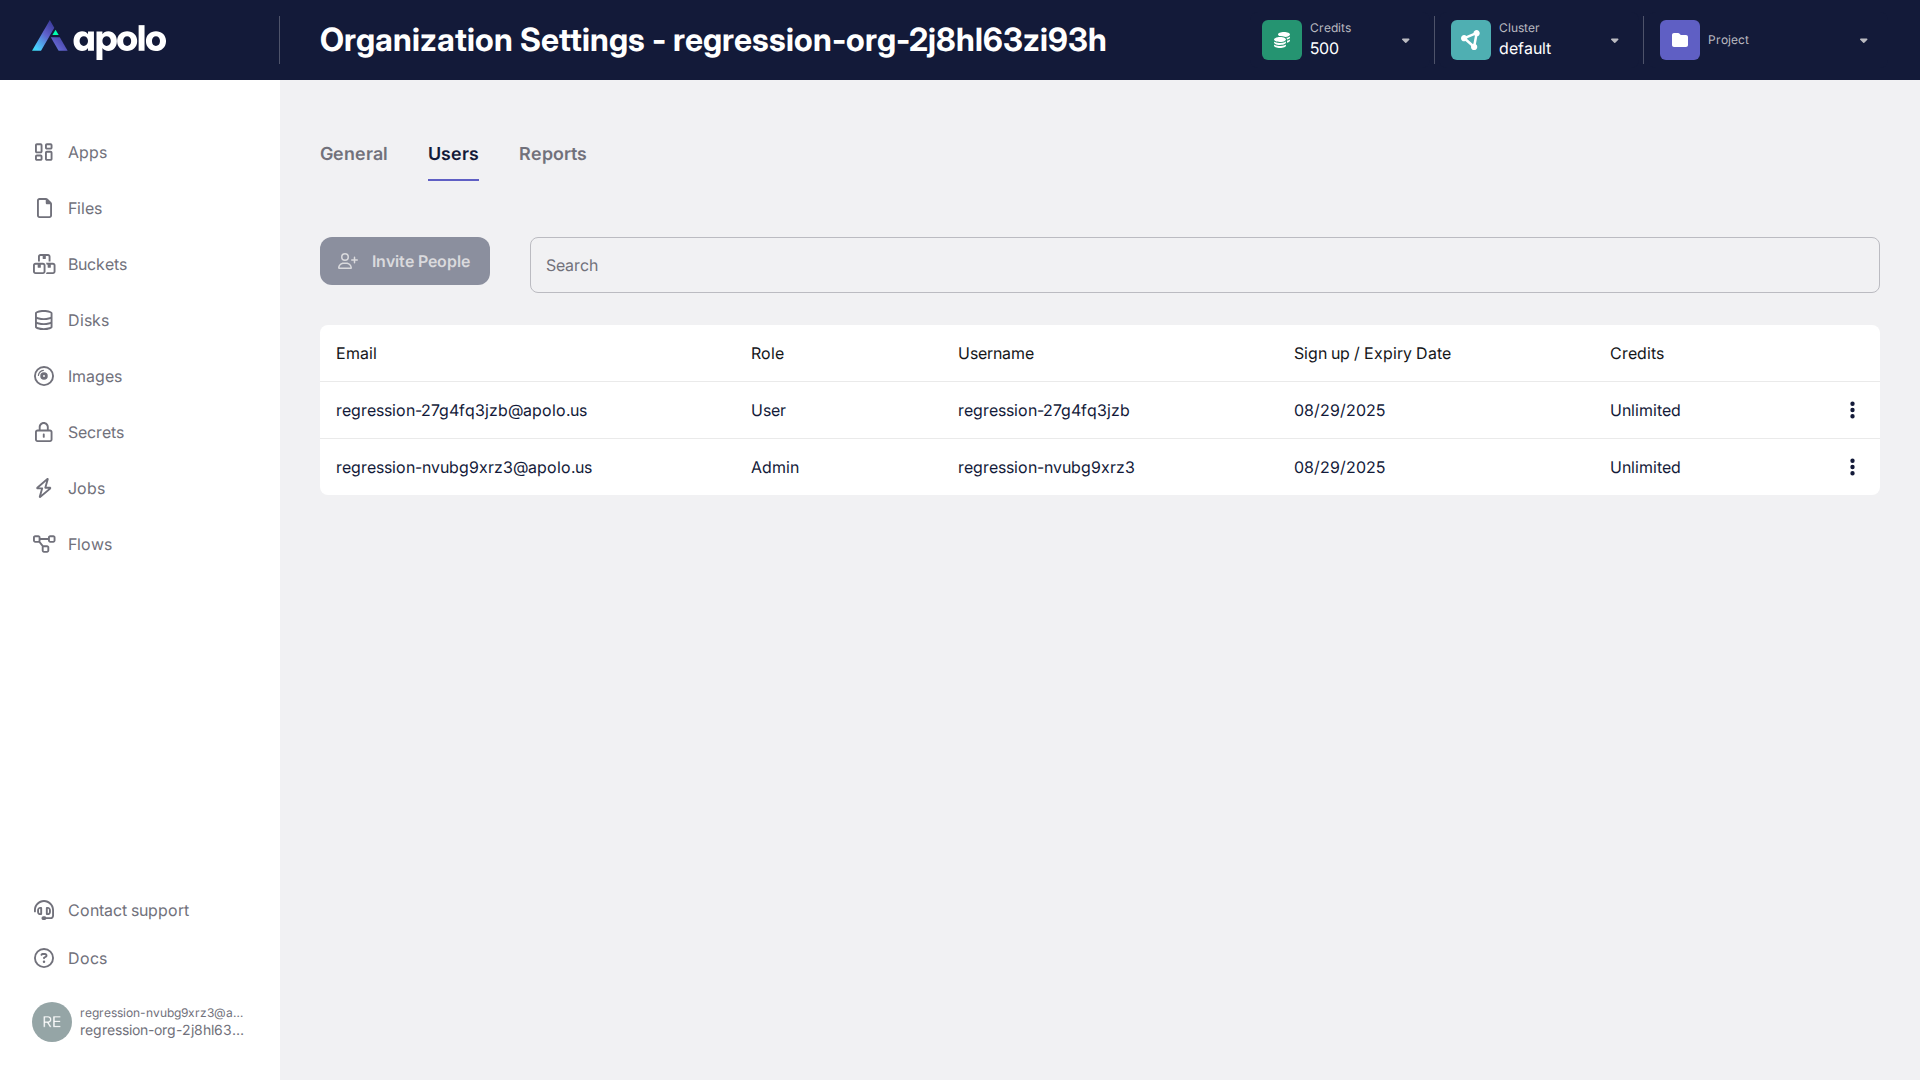 apolo
Organization Settings - regression-org-2j8hl63zi93h
Credits
500
Cluster
default
Project
Apps
Files
Buckets
Disks
Images
Secrets
Jobs
Flows
Contact support
Docs
RE
regression-nvubg9xrz3@a...
regression-org-2j8hl63...
General Users Reports
Invite People
Search
Email Role Username Sign up / Expiry Date Credits
regression-27g4fq3jzb@apolo.us User regression-27g4fq3jzb 08/29/2025 Unlimited
regression-nvubg9xrz3@apolo.us Admin regression-nvubg9xrz3 08/29/2025 Unlimited